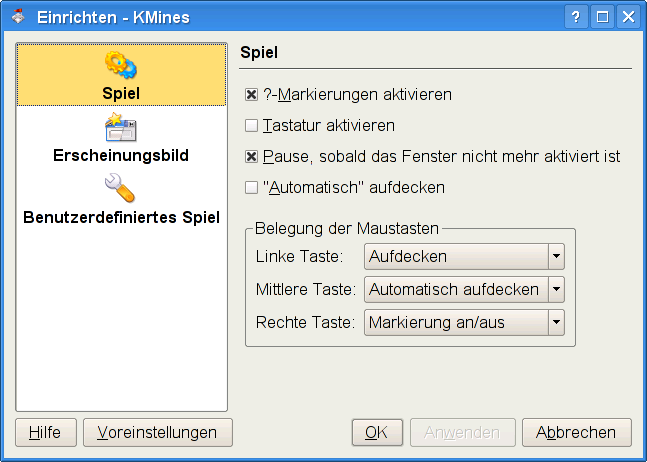 Einrichten - KMines
Spiel
Erscheinungsbild
Benutzerdefiniertes Spiel
Spiel
?-Markierungen aktivieren
Tastatur aktivieren
Pause, sobald das Fenster nicht mehr aktiviert ist
"Automatisch" aufdecken
Belegung der Maustasten
Linke Taste: Aufdecken
Mittlere Taste: Automatisch aufdecken
Rechte Taste: Markierung an/aus
Hilfe Voreinstellungen OK Anwenden Abbrechen